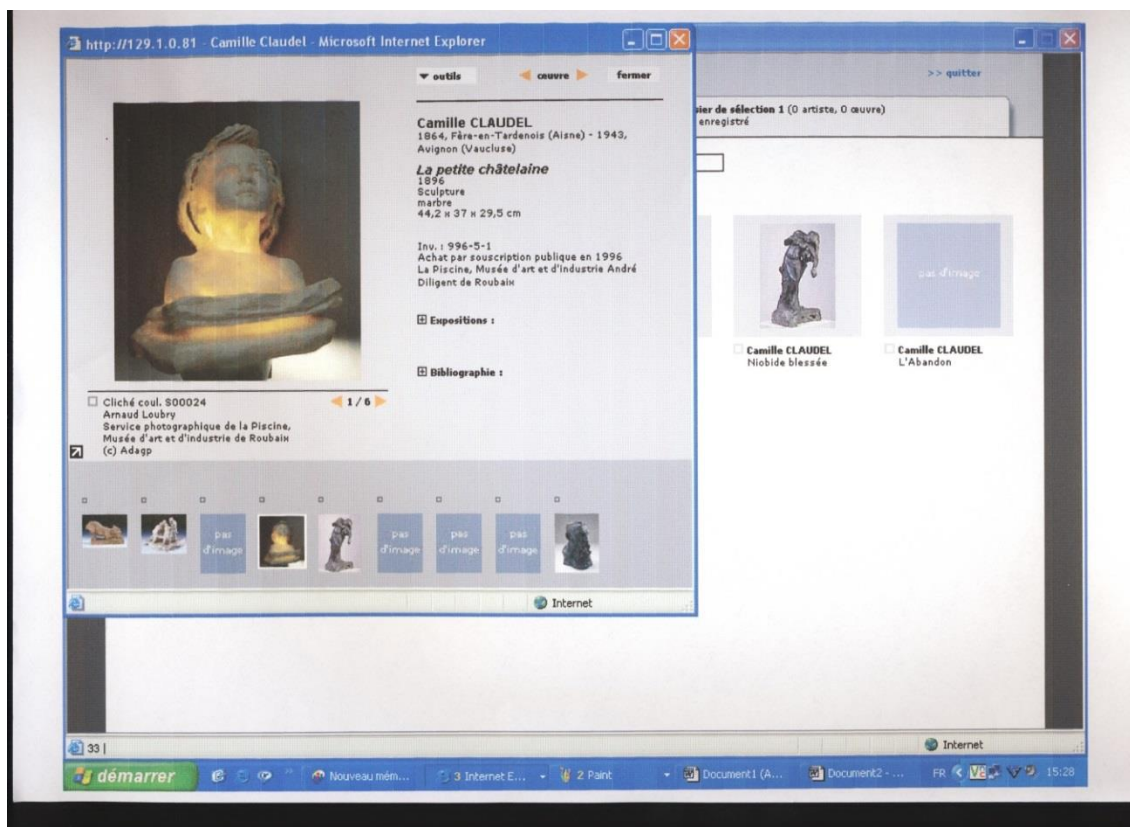 http://129.1.0.81 - Camille Claudel - Microsoft Internet Explorer
outils
œuvre
fermer
Camille CLAUDEL
1864, Fère-en-Tardenois (Aisne) - 1943,
Avignon (Vaucluse)
La petite châtelaine
1896
Sculpture
marbre
44,2 x 37 x 29,5 cm
Inv. : 996-5-1
Achat par souscription publique en 1996
La Piscine, Musée d'art et d'industrie André
Diligent de Roubaix
Expositions :
Bibliographie :
Cliché coul. S00024
1 / 6
Arnaud Loubry
Service photographique de la Piscine,
Musée d'art et d'industrie de Roubaix
(c) Adagp
pas
d'image
pas
d'image
pas
d'image
pas
d'image
Internet
>> quitter
ier de sélection 1 (0 artiste, 0 œuvre)
enregistré
pas d'image
Camille CLAUDEL
Niobide blessée
Camille CLAUDEL
L'Abandon
33
Internet
démarrer
Nouveau mém...
3 Internet E...
2 Paint
Document1 (A...
Document2 - ...
FR
15:28